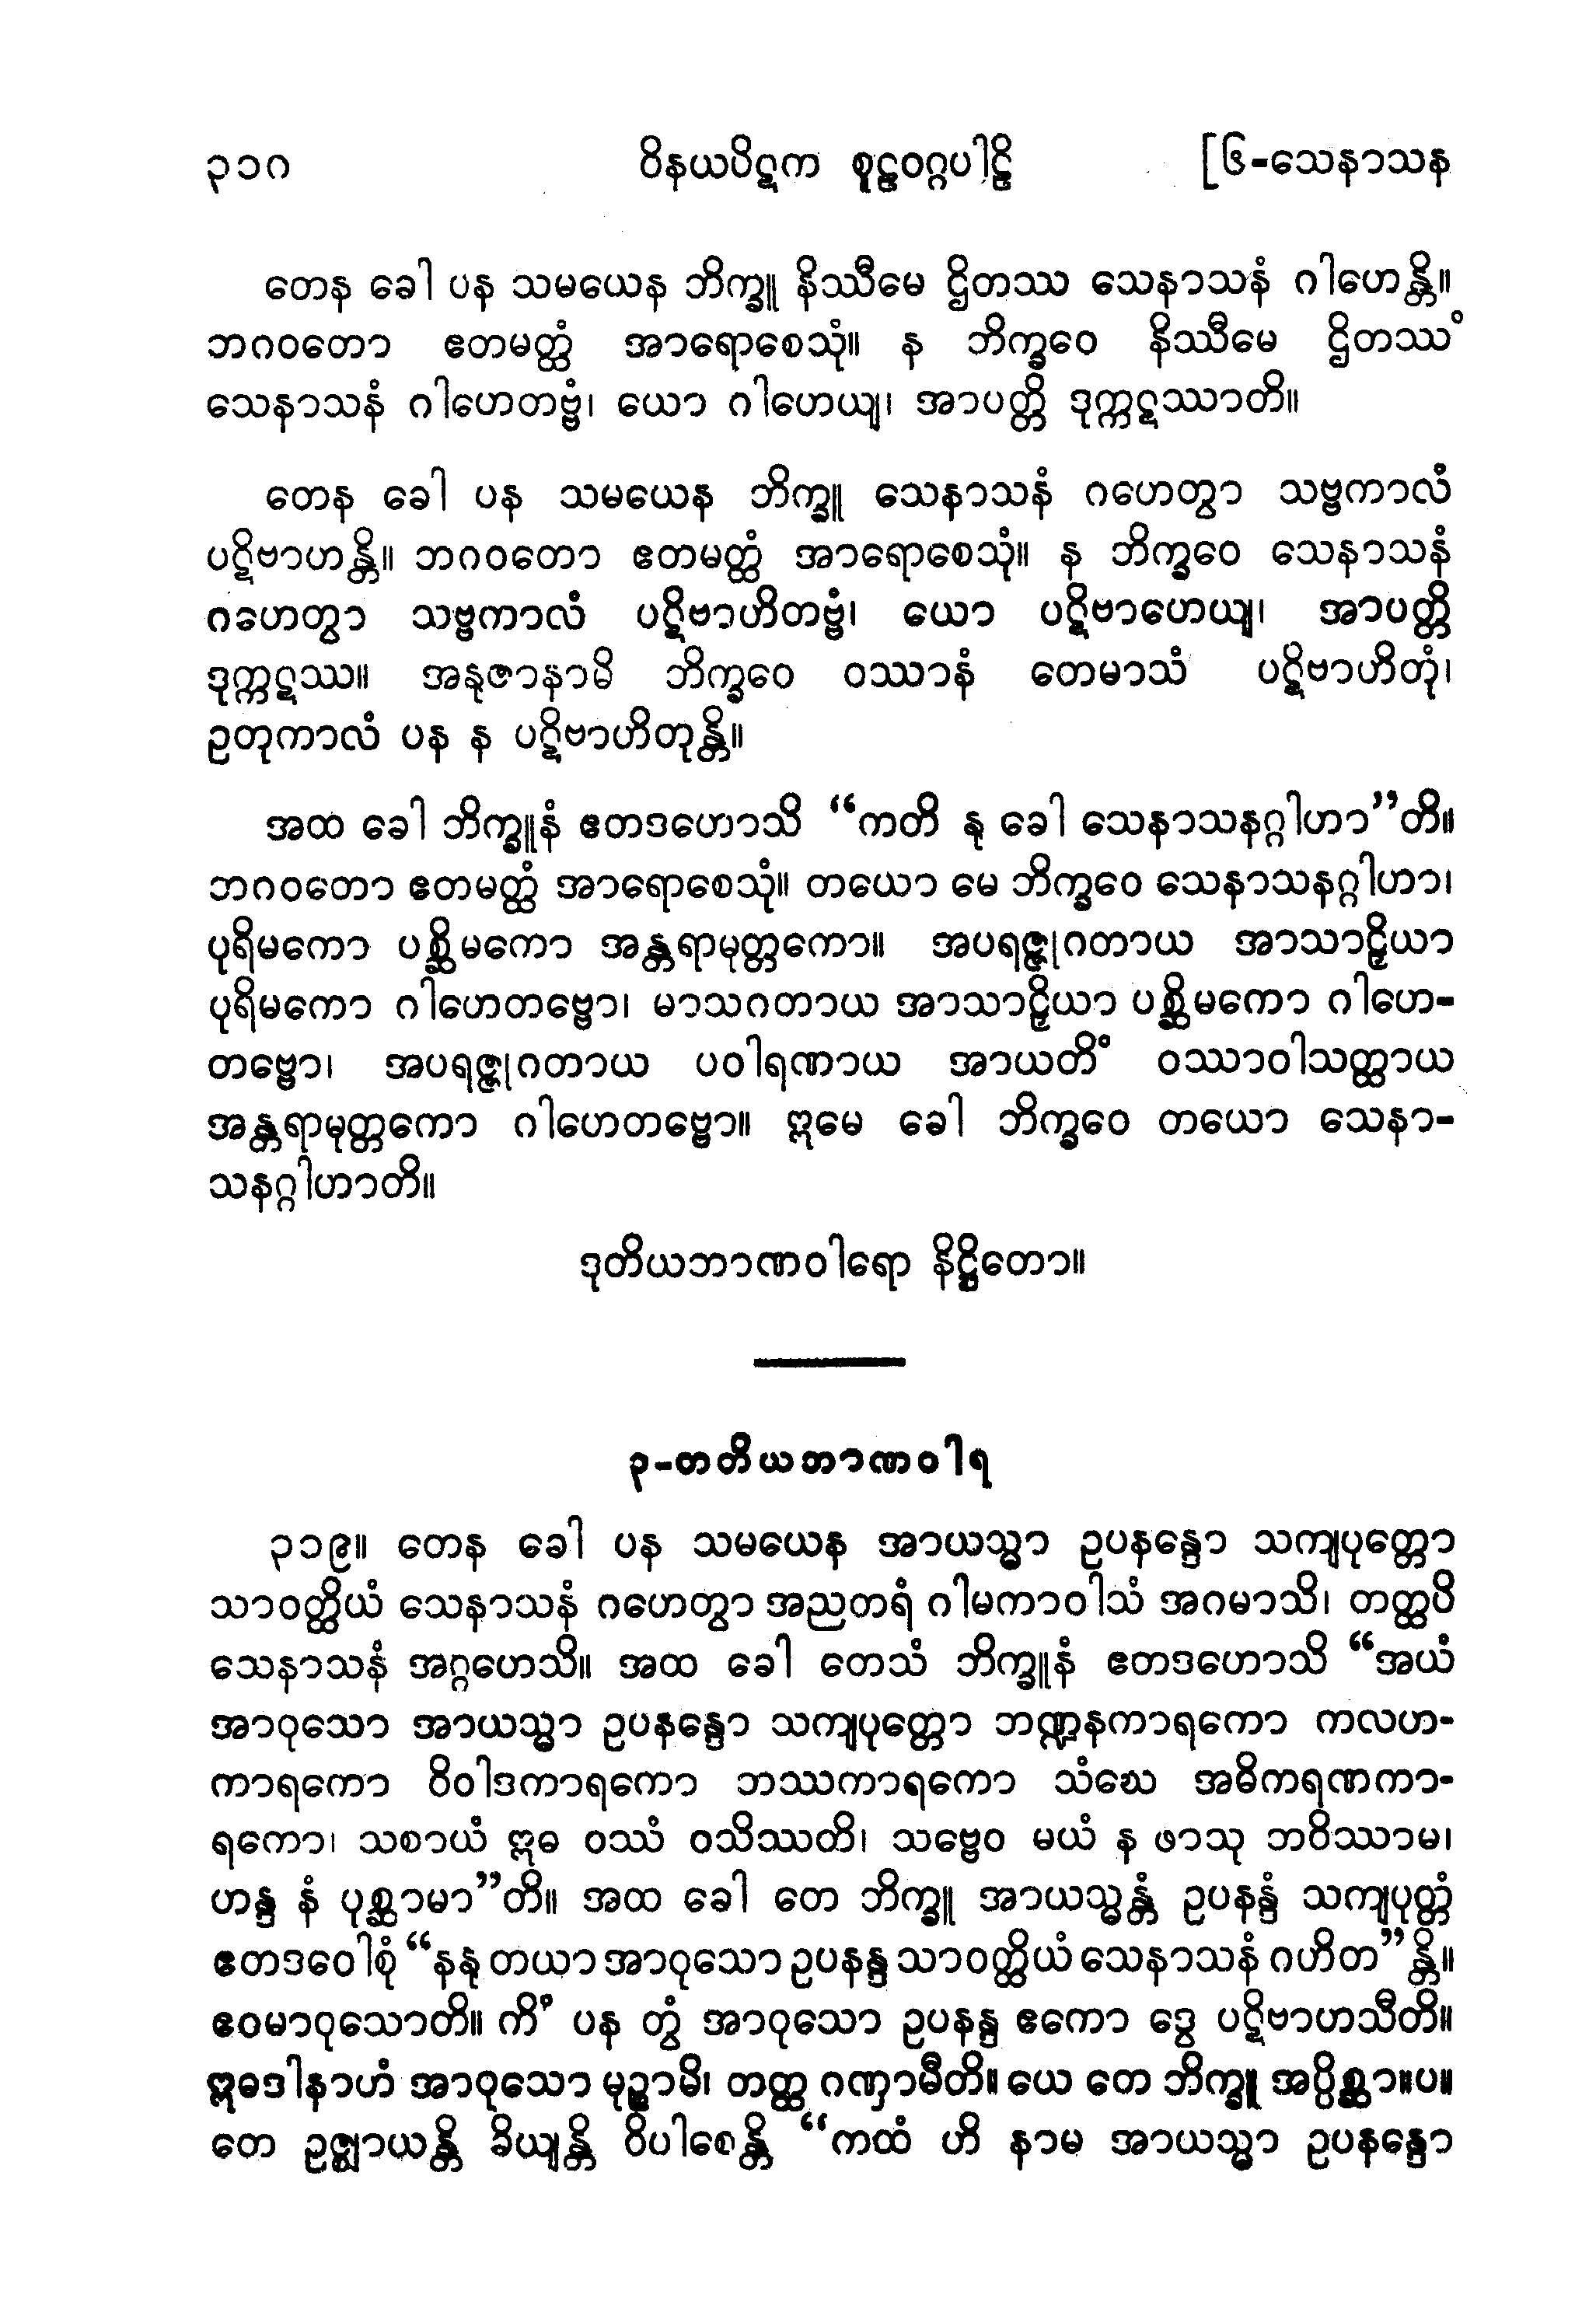 ၃၁၀ ဝိနယပိဋက စူဠဝဂ္ဂပါဠိ [၆-သေနာသန
တေန ခေါ ပန သမယေန ဘိက္ခူ နိဿီမေ ဌိတဿ သေနာသနံ ဂါဟေန္တိ။
ဘဂဝတော ဧတမတ္ထံ အာရောစေသုံ။ န ဘိက္ခဝေ နိဿီမေ ဌိတဿ
သေနာသနံ ဂါဟေတဗ္ဗံ၊ ယော ဂါဟေယျ၊ အာပတ္တိ ဒုက္ကဋဿာတိ။
တေန ခေါ ပန သမယေန ဘိက္ခူ သေနာသနံ ဂဟေတွာ သဗ္ဗကာလံ
ပဋိဗာဟန္တိ။ ဘဂဝတော ဧတမတ္ထံ အာရောစေသုံ။ န ဘိက္ခဝေ သေနာသနံ
ဂဟေတွာ သဗ္ဗကာလံ ပဋိဗာဟိတဗ္ဗံ၊ ယော ပဋိဗာဟေယျ၊ အာပတ္တိ
ဒုက္ကဋဿ။ အနုဇာနာမိ ဘိက္ခဝေ ဝဿာနံ တေမာသံ ပဋိဗာဟိတုံ၊
ဥတုကာလံ ပန န ပဋိဗာဟိတုန္တိ။
အထ ခေါ ဘိက္ခူနံ ဧတဒဟောသိ “ကတိ နု ခေါ သေနာသနဂ္ဂါဟာ”တိ။
ဘဂဝတော ဧတမတ္ထံ အာရောစေသုံ။ တယော မေ ဘိက္ခဝေ သေနာသနဂ္ဂါဟာ၊
ပုရိမကော ပစ္ဆိမကော အန္တရာမုတ္တကော။ အပရဇ္ဇုဂတာယ အာသာဠှိယာ
ပုရိမကော ဂါဟေတဗ္ဗော၊ မာသဂတာယ အာသာဠှိယာ ပစ္ဆိမကော ဂါဟေ-
တဗ္ဗော၊ အပရဇ္ဇုဂတာယ ပဝါရဏာယ အာယတိံ ဝဿာဝါသတ္ထာယ
အန္တရာမုတ္တကော ဂါဟေတဗ္ဗော။ ဣမေ ခေါ ဘိက္ခဝေ တယော သေနာ-
သနဂ္ဂါဟာတိ။
ဒုတိယဘာဏဝါရော နိဋ္ဌိတော။
၃-တတိယဘာဏဝါရ
၃၁၉။ တေန ခေါ ပန သမယေန အာယသ္မာ ဥပနန္ဒော သကျပုတ္တော
သာဝတ္ထိယံ သေနာသနံ ဂဟေတွာ အညတရံ ဂါမကာဝါသံ အဂမာသိ၊ တတ္ထပိ
သေနာသနံ အဂ္ဂဟေသိ။ အထ ခေါ တေသံ ဘိက္ခူနံ ဧတဒဟောသိ “အယံ
အာဝုသော အာယသ္မာ ဥပနန္ဒော သကျပုတ္တော ဘဏ္ဍနကာရကော ကလဟ-
ကာရကော ဝိဝါဒကာရကော ဘဿကာရကော သံဃေ အဓိကရဏကာ-
ရကော၊ သစာယံ ဣဓ ဝဿံ ဝသိဿတိ၊ သဗ္ဗေဝ မယံ န ဖာသု ဘဝိဿာမ၊
ဟန္ဒ နံ ပုစ္ဆာမာ”တိ။ အထ ခေါ တေ ဘိက္ခူ အာယသ္မန္တံ ဥပနန္ဒံ သကျပုတ္တံ
ဧတဒဝေါစုံ “နနု တယာ အာဝုသော ဥပနန္ဒ သာဝတ္ထိယံ သေနာသနံ ဂဟိတ”န္တိ။
ဧဝမာဝုသောတိ။ ကိံ ပန တွံ အာဝုသော ဥပနန္ဒ ဧကော ဒွေ ပဋိဗာဟသီတိ။
ဣဓဒါနာဟံ အာဝုသော မုဉ္စာမိ၊ တတ္ထ ဂဏှာမီတိ။ ယေ တေ ဘိက္ခူ အပ္ပိစ္ဆာ။ပ။
တေ ဥဇ္ဈာယန္တိ ခိယျန္တိ ဝိပါစေန္တိ “ကထံ ဟိ နာမ အာယသ္မာ ဥပနန္ဒော